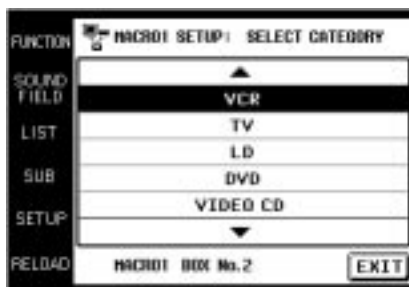 MACRO1 SETUP: SELECT CATEGORY
FUNCTION
SOUND
FIELD
LIST
SUB
SETUP
RELOAD
VCR
TV
LD
DVD
VIDEO CD
MACRO1 BOX No.2
EXIT